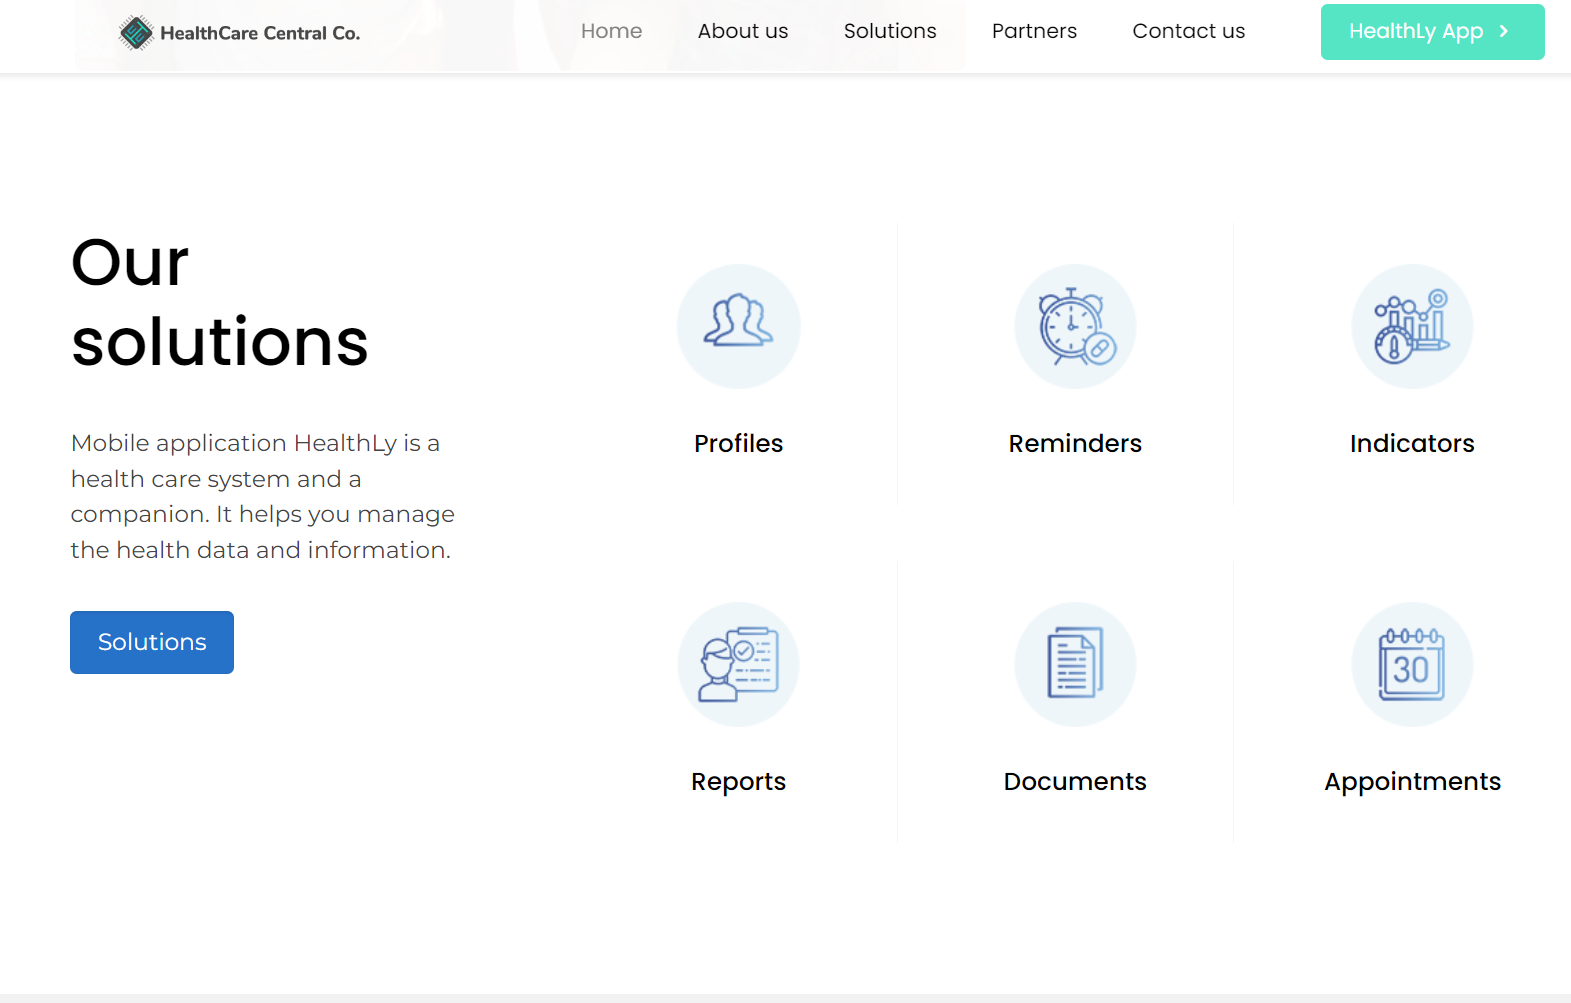 HealthCare Central Co.
Home
About us
Solutions
Partners
Contact us
HealthLy App
Our
solutions
Mobile application HealthLy is a
health care system and a
companion. It helps you manage
the health data and information.
Solutions
Profiles
Reminders
Indicators
30
Reports
Documents
Appointments